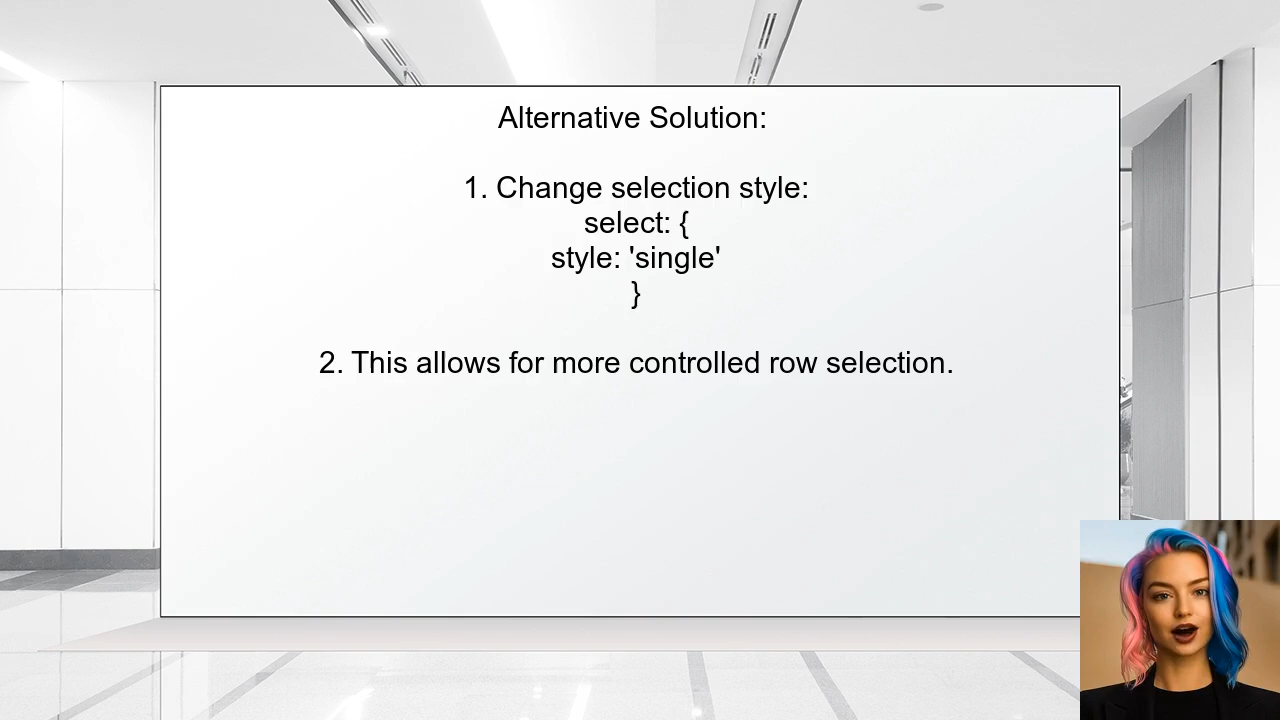 Alternative Solution:
1. Change selection style:
select: {
style: 'single'
}
2. This allows for more controlled row selection.